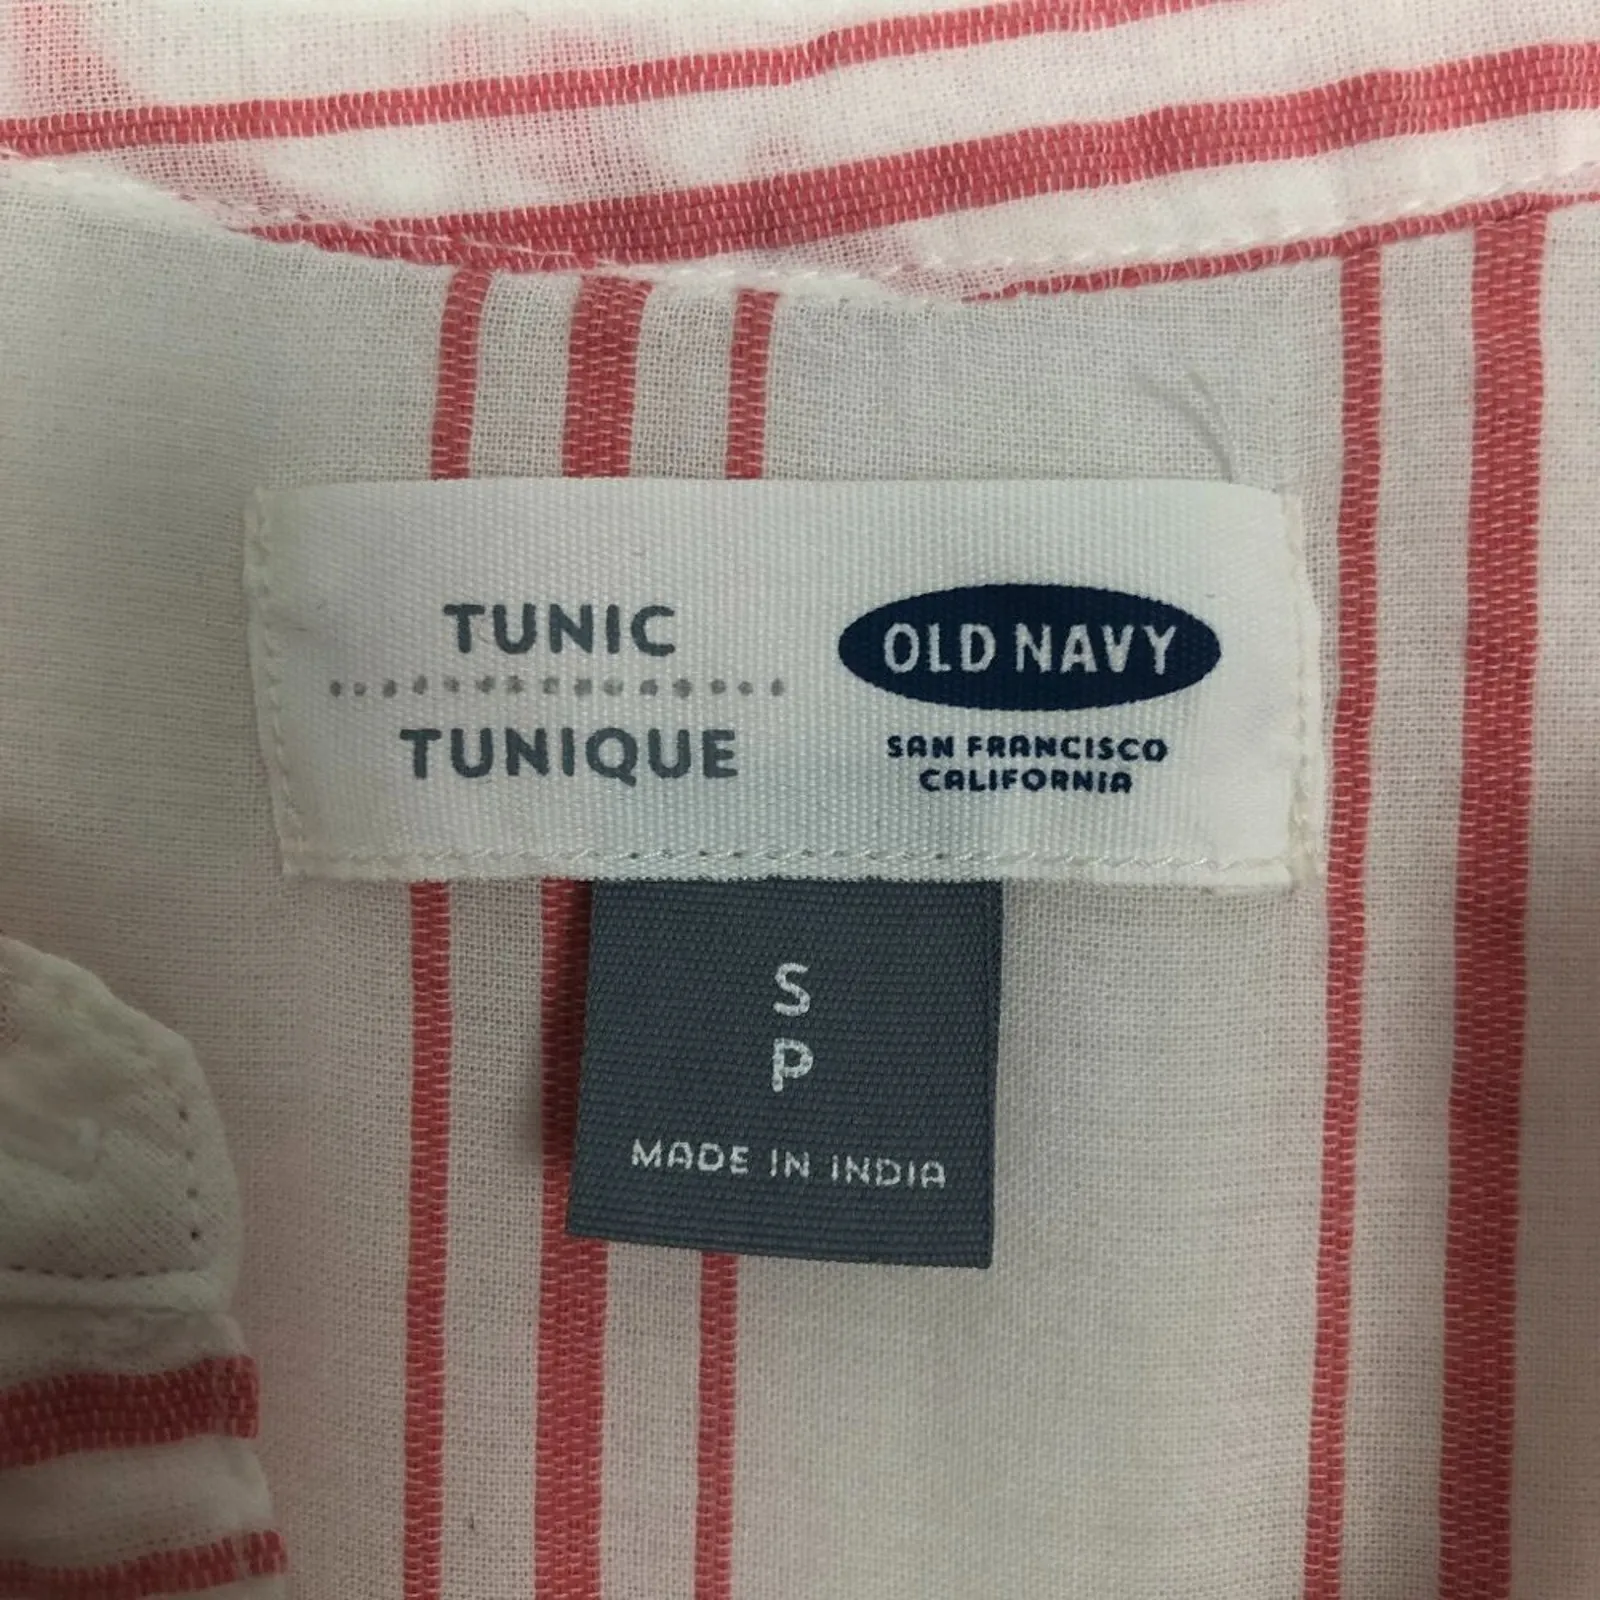 TUNIC
TUNIQUE
OLD NAVY
SAN FRANCISCO
CALIFORNIA
S
P
MADE IN INDIA